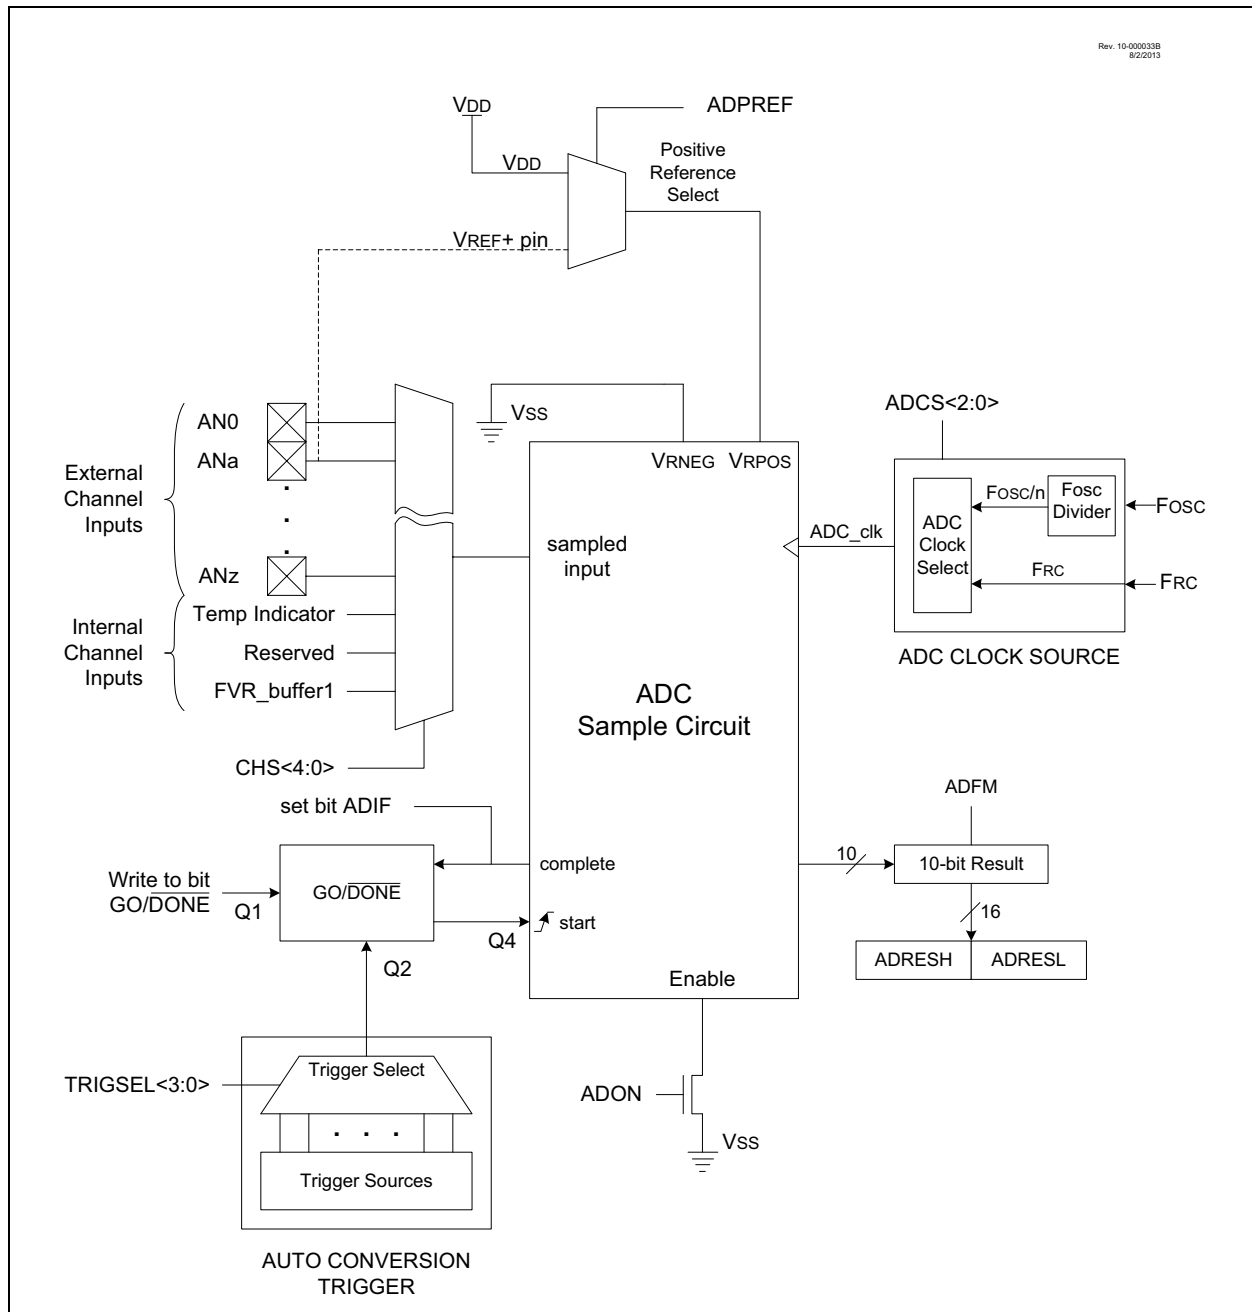 Rev. 10-000033B
8/2/2013
VDD
ADPREF
VDD
Positive
Reference
Select
VREF+ pin
External
Channel
Inputs
AN0
ANa
.
.
.
ANz
Internal
Channel
Inputs
Temp Indicator
Reserved
FVR_buffer1
CHS<4:0>
VSS
VRNEG VRPOS
sampled
input
ADC
Sample Circuit
ADC_clk
ADCS<2:0>
ADC
Clock
Select
FOSC/n
Fosc
Divider
FOSC
FRC
FRC
ADC CLOCK SOURCE
set bit ADIF
complete
Write to bit
GO/DONE
Q1
GO/DONE
Q4
start
Q2
Enable
ADFM
10
10-bit Result
16
ADRESH ADRESL
TRIGSEL<3:0>
Trigger Select
. . .
Trigger Sources
AUTO CONVERSION
TRIGGER
ADON
VSS